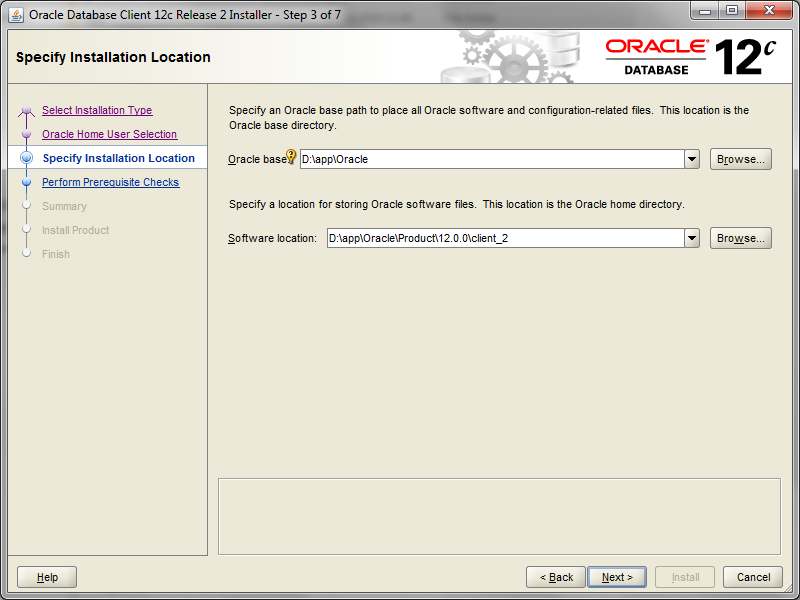 Oracle Database Client 12c Release 2 Installer - Step 3 of 7
Specify Installation Location
ORACLE®
DATABASE
12c
Select Installation Type
Oracle Home User Selection
Specify Installation Location
Perform Prerequisite Checks
Summary
Install Product
Finish
Specify an Oracle base path to place all Oracle software and configuration-related files. This location is the
Oracle base directory.
Oracle base: D:\app\Oracle Browse...
Specify a location for storing Oracle software files. This location is the Oracle home directory.
Software location: D:\app\Oracle\Product\12.0.0\client_2 Browse...
Help
< Back
Next >
Install
Cancel